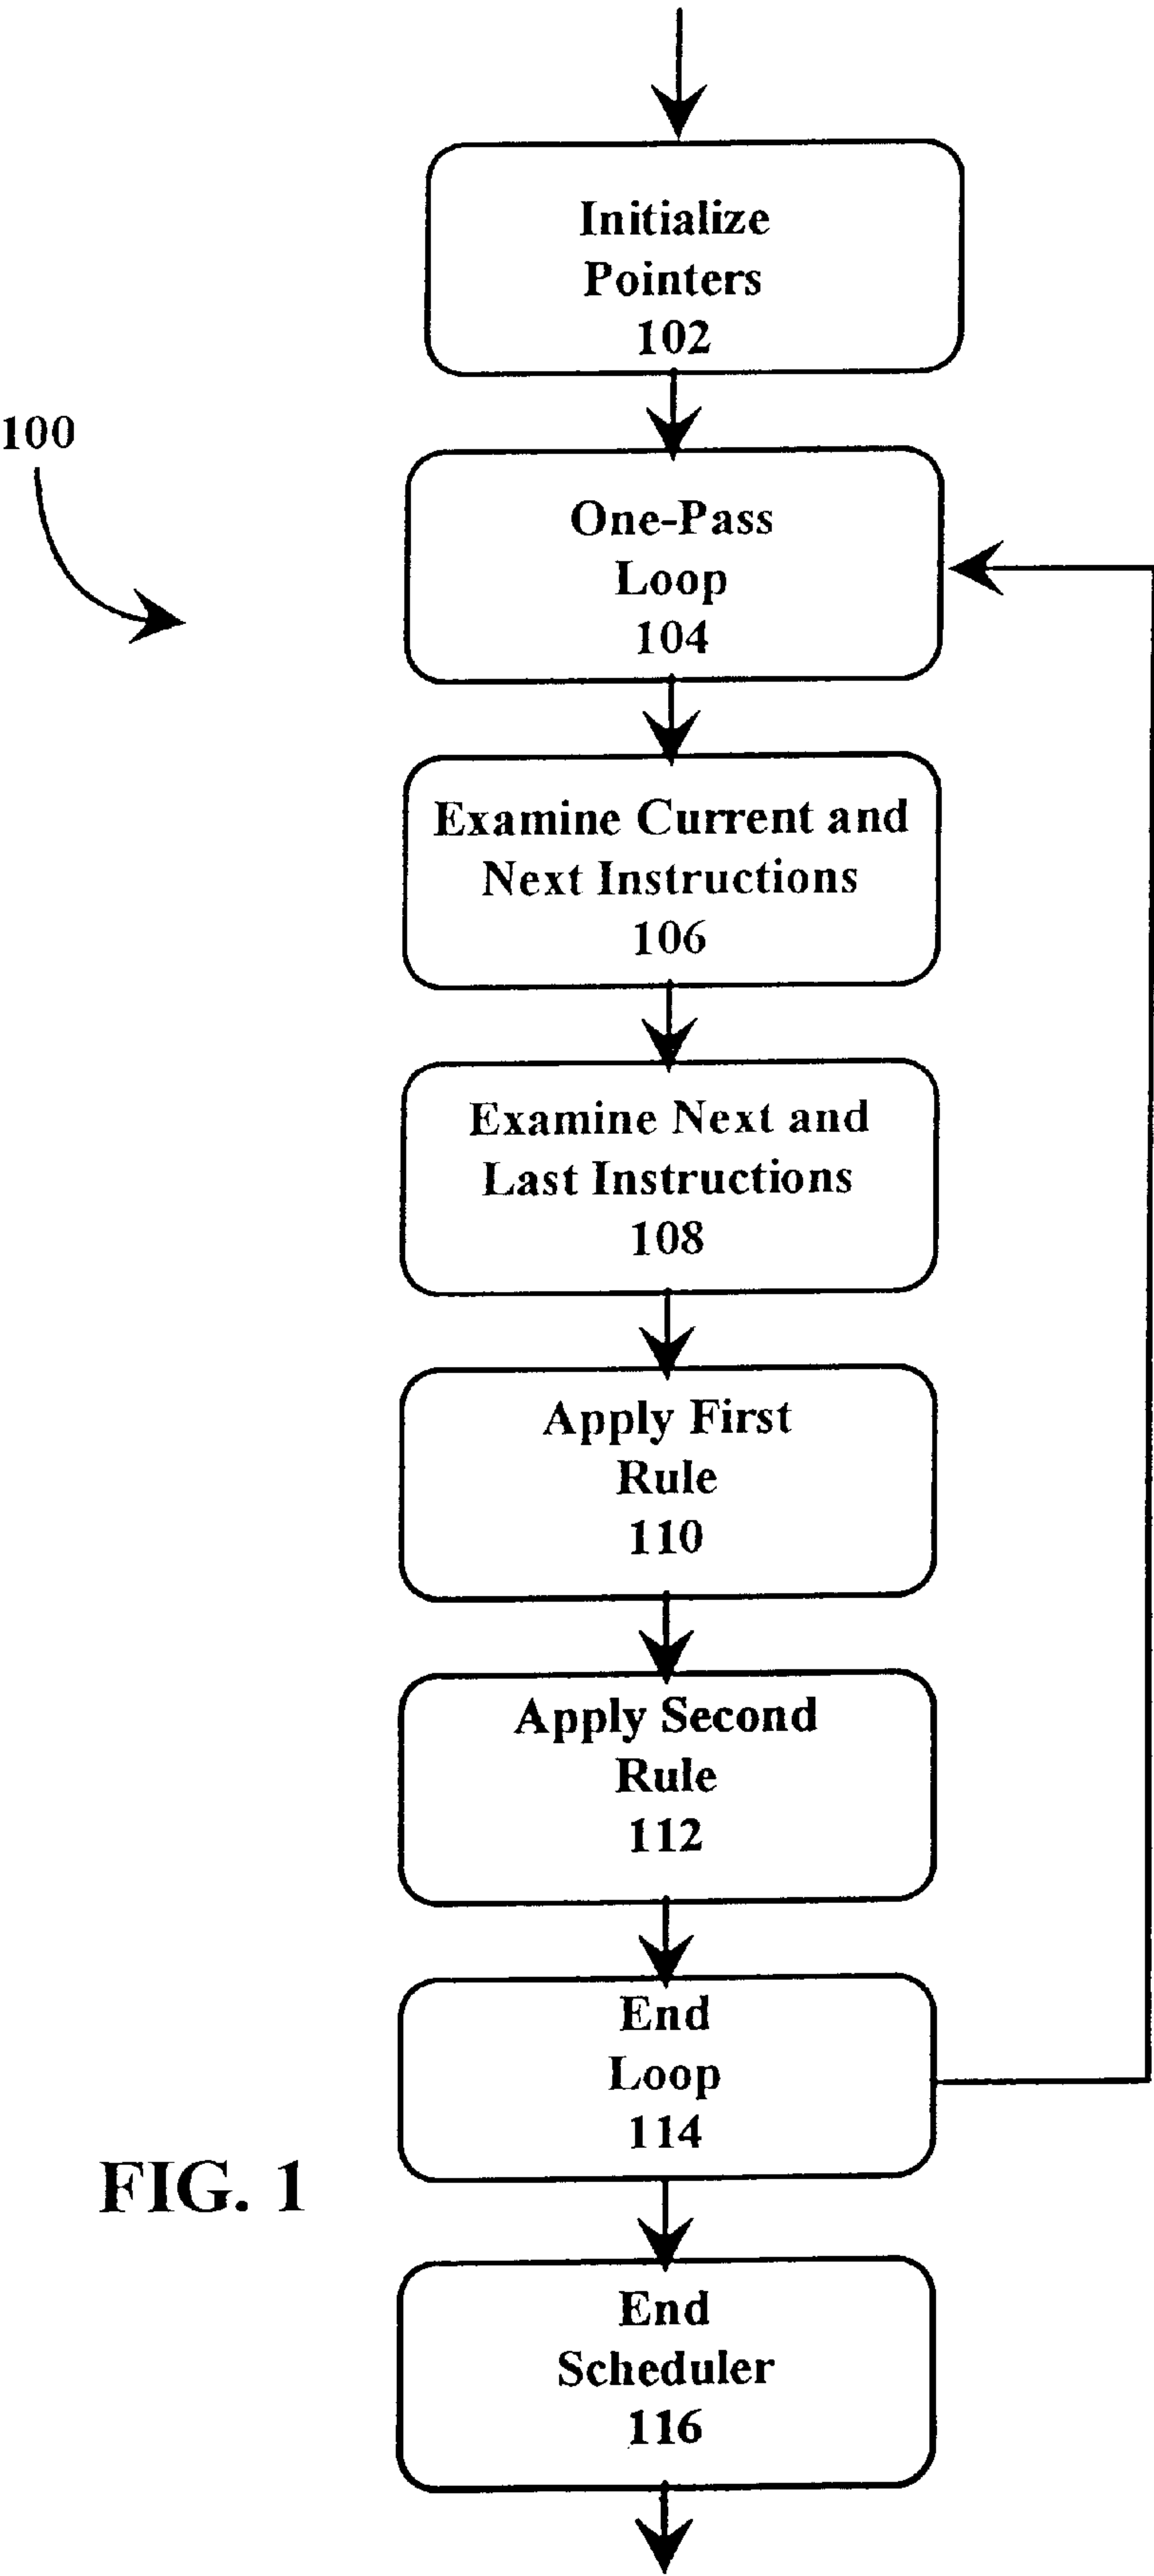 Initialize
Pointers
102
100
One-Pass
Loop
104
Examine Current and
Next Instructions
106
Examine Next and
Last Instructions
108
Apply First
Rule
110
Apply Second
Rule
112
End
Loop
114
FIG. 1
End
Scheduler
116